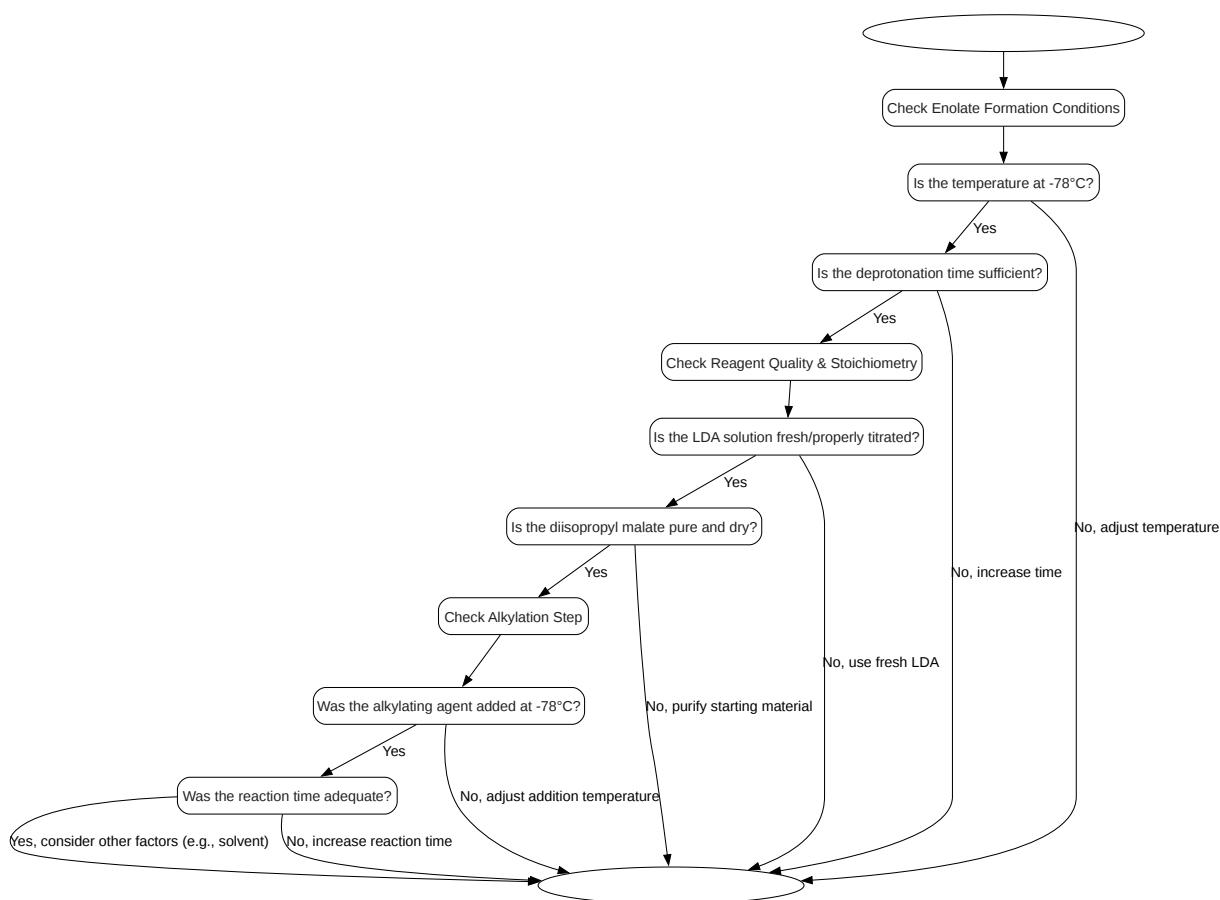 Check Enolate Formation Conditions
Is the temperature at -78°C?
Yes
Is the deprotonation time sufficient?
Yes
Check Reagent Quality & Stoichiometry
Is the LDA solution fresh/properly titrated?
Yes
Is the diisopropyl malate pure and dry?
No, adjust temperature
Yes
No, increase time
Check Alkylation Step
No, use fresh LDA
Was the alkylating agent added at -78°C?
No, purify starting material
Yes
Was the reaction time adequate?
No, adjust addition temperature
Yes, consider other factors (e.g., solvent)
No, increase reaction time